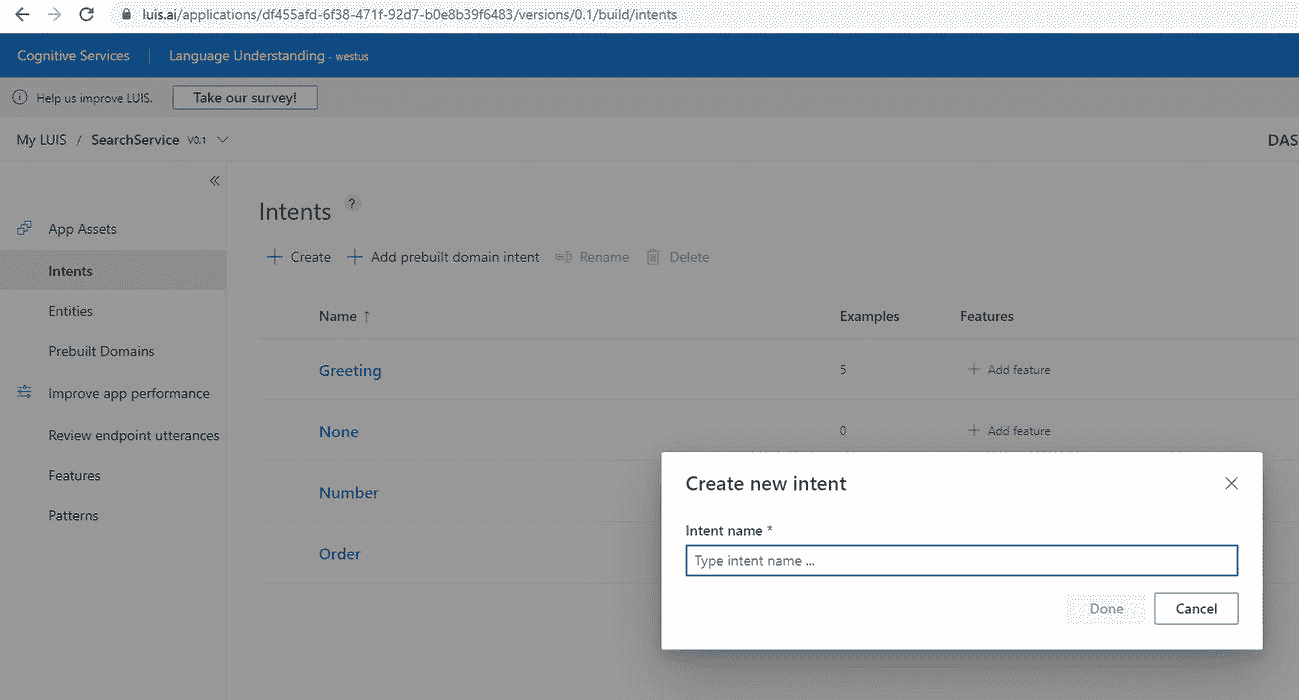 luis.ai/applications/df455afd-6f38-471f-92d7-b0e8b39f6483/versions/0.1/build/intents
Cognitive Services | Language Understanding - westus
Help us improve LUIS. Take our survey!
My LUIS / SearchService V0.1
DAS
Intents ?
App Assets
+ Create + Add prebuilt domain intent Rename Delete
Intents
Entities
Name ↑ Examples Features
Prebuilt Domains
Greeting 5 + Add feature
Improve app performance
None 0 + Add feature
Review endpoint utterances
Features
Number
Patterns
Order
Create new intent
Intent name *
Type intent name ...
Done Cancel